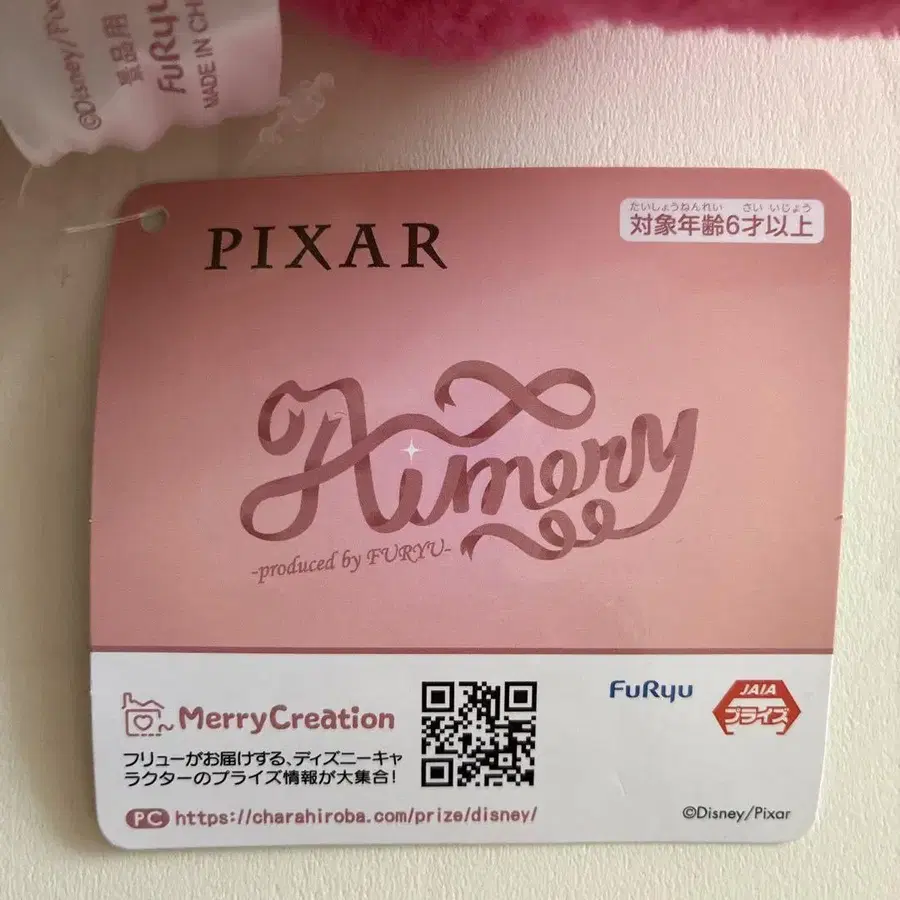 ©Disney/Pix
景品用
FuRyu
MADE IN CH
PIXAR
たいしょうねんれい さい いじょう
対象年齢6才以上
Aimerry
-produced by FURYU-
MerryCreation
フリューがお届けする、ディズニーキャ
ラクターのプライズ情報が大集合!
PC https://charahiroba.com/prize/disney/
FuRyu
JAIA
プライズ
©Disney/Pixar